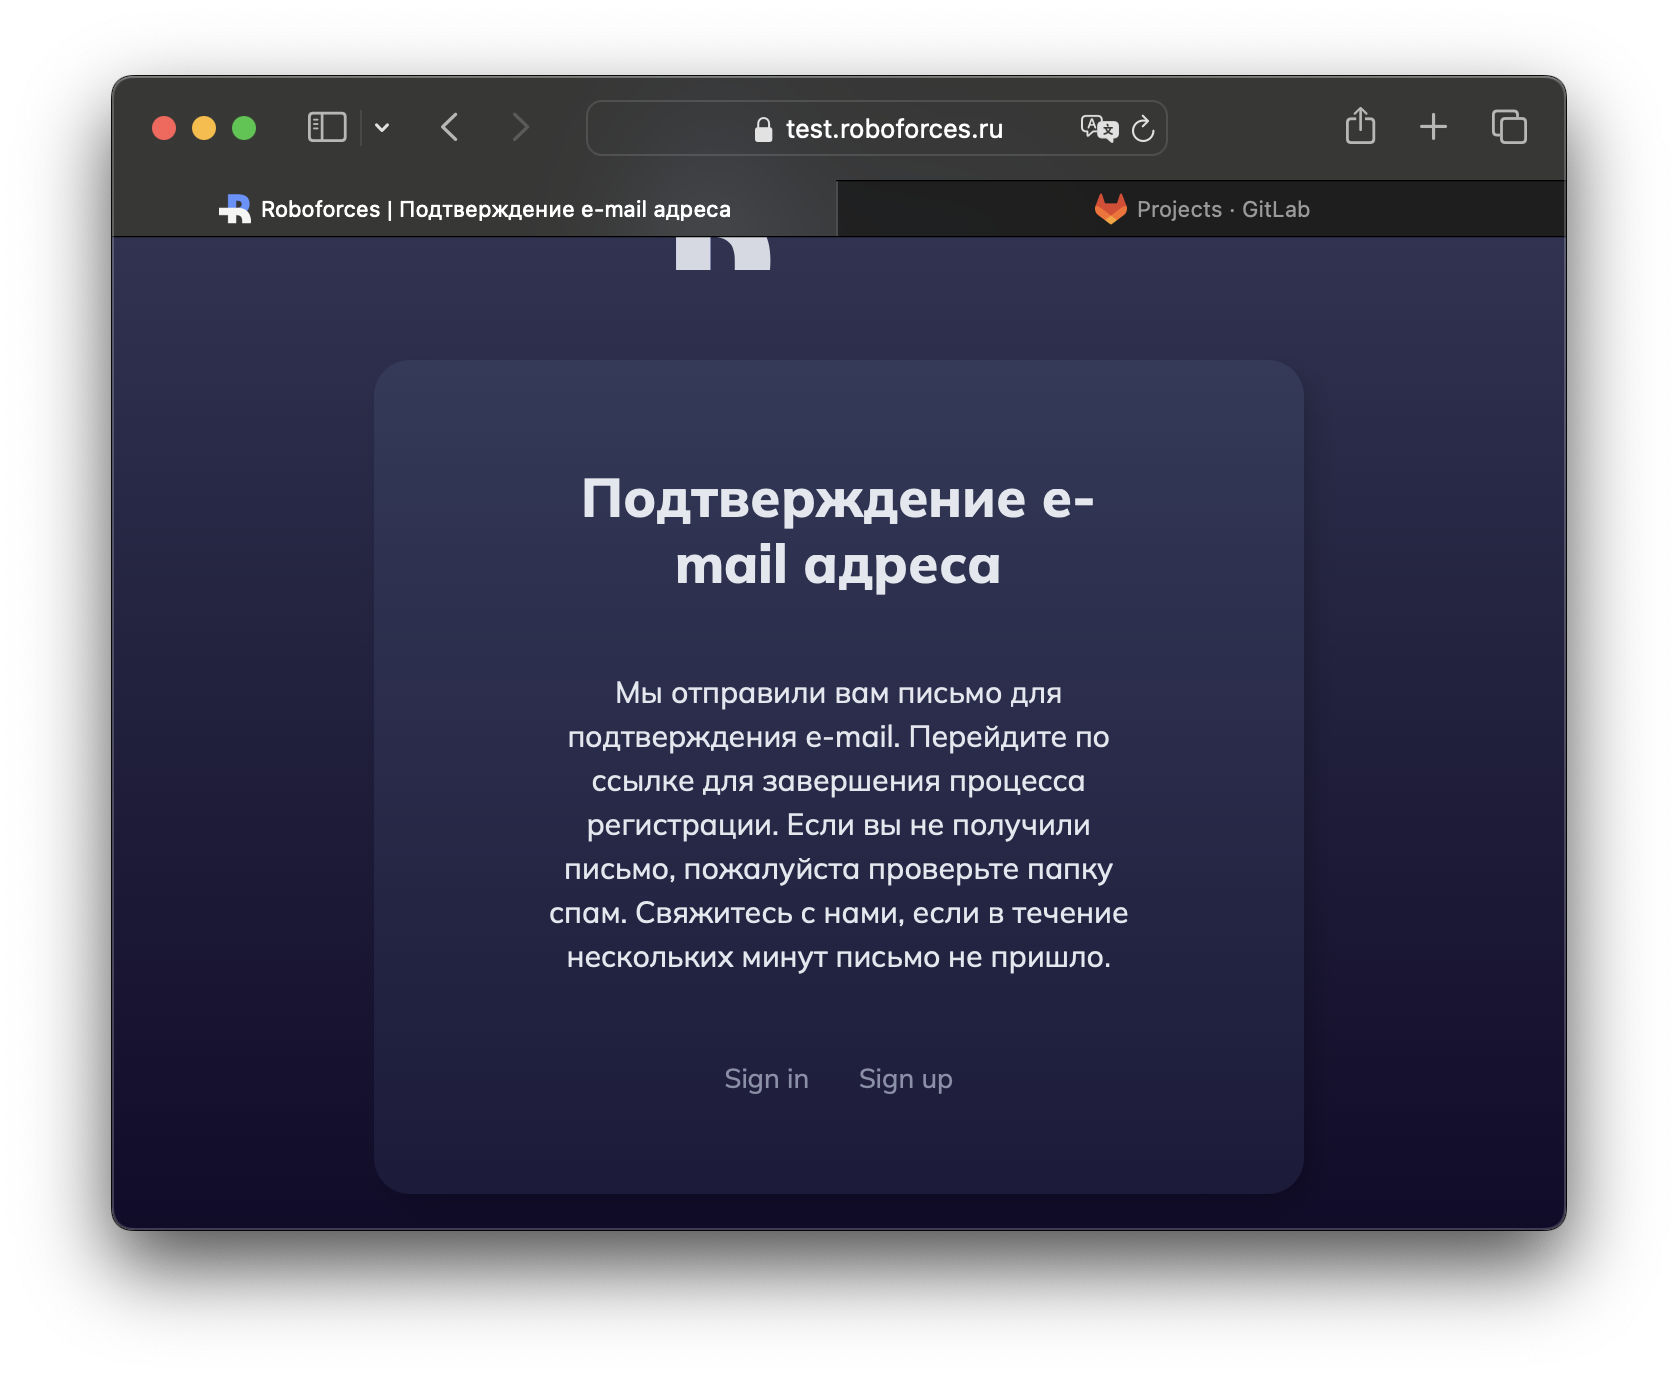 test.roboforces.ru
Roboforces | Подтверждение e-mail адреса
Projects · GitLab
Подтверждение e-
mail адреса
Мы отправили вам письмо для
подтверждения e-mail. Перейдите по
ссылке для завершения процесса
регистрации. Если вы не получили
письмо, пожалуйста проверьте папку
спам. Свяжитесь с нами, если в течение
нескольких минут письмо не пришло.
Sign in
Sign up